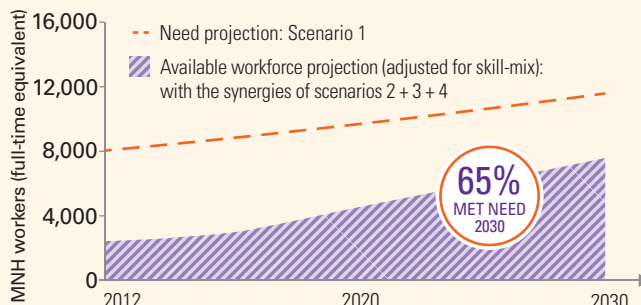 MNH workers (full-time equivalent)
16,000
12,000
8,000
4,000
0
Need projection: Scenario 1
Available workforce projection (adjusted for skill-mix):
with the synergies of scenarios 2 + 3 + 4
65%
MET NEED
2030
2012
2020
2030